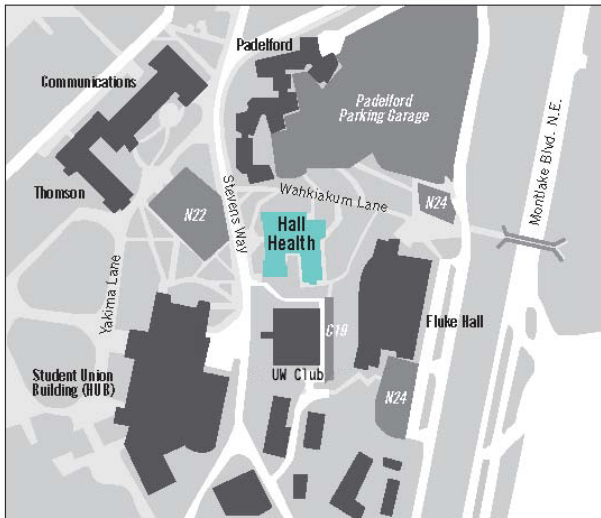 Padelford
Communications
Padelford
Parking Garage
Montlake Blvd. N.E.
Thomson
N22
Stevens Way
Wahkiakum Lane
N24
Hall
Health
Yakima Lane
C19
Fluke Hall
Student Union
Building (HUB)
UW Club
N24